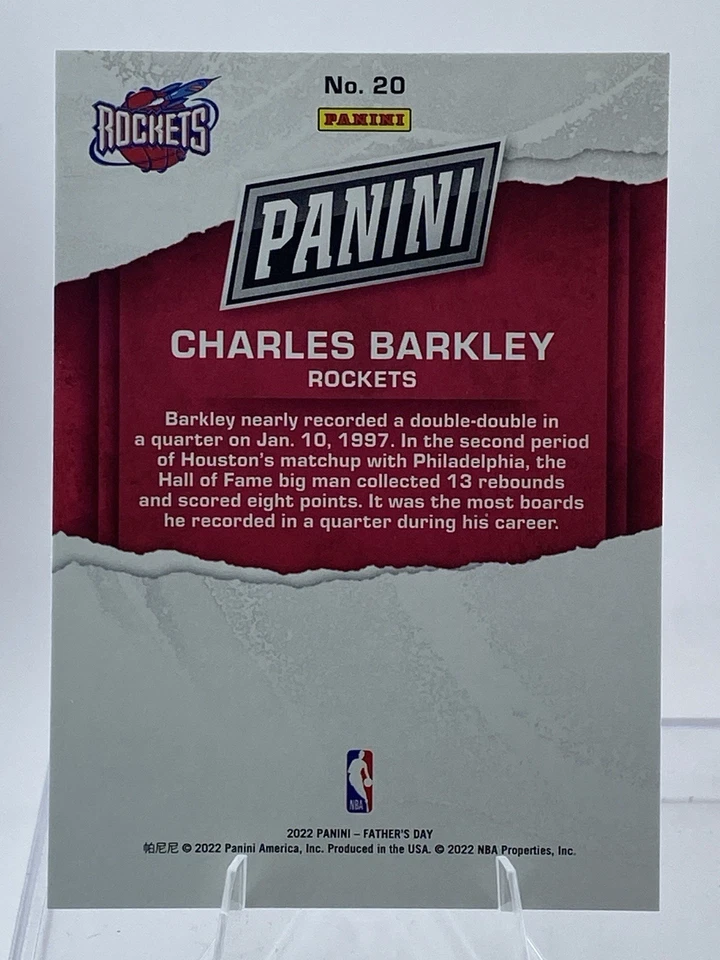 No. 20
PANINI
ROCKETS
PANINI
CHARLES BARKLEY
ROCKETS
Barkley nearly recorded a double-double in
a quarter on Jan. 10, 1997. In the second period
of Houston's matchup with Philadelphia, the
Hall of Fame big man collected 13 rebounds
and scored eight points. It was the most boards
he recorded in a quarter during his career.
NBA
2022 PANINI – FATHER'S DAY
帕尼尼 © 2022 Panini America, Inc. Produced in the USA. © 2022 NBA Properties, Inc.